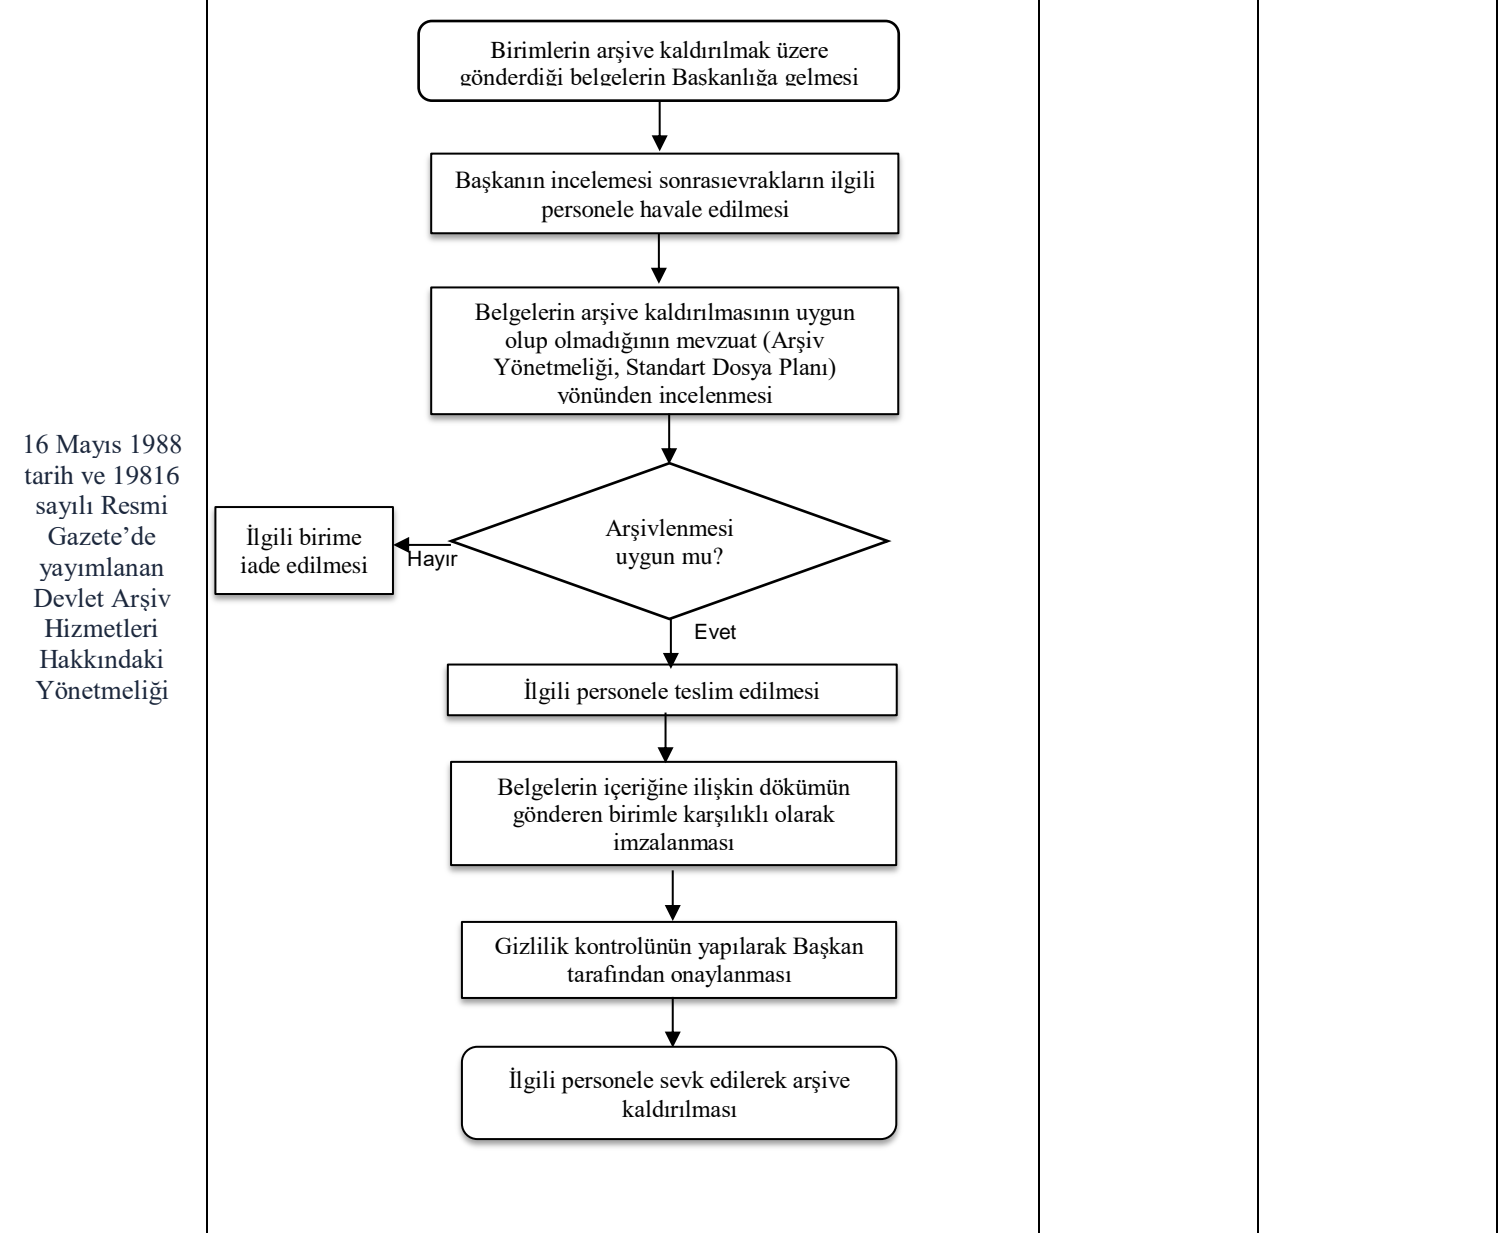 Birimlerin arşive kaldırılmak üzere
gönderdiği belgelerin Başkanlığa gelmesi
Başkanın incelemesi sonrasıevrakların ilgili
personele havale edilmesi
Belgelerin arşive kaldırılmasının uygun
olup olmadığının mevzuat (Arşiv
Yönetmeliği, Standart Dosya Planı)
yönünden incelenmesi
16 Mayıs 1988
tarih ve 19816
sayılı Resmi
Gazete’de
yayımlanan
Devlet Arşiv
Hizmetleri
Hakkındaki
Yönetmeliği
Arşivlenmesi
uygun mu?
Hayır
İlgili birime
iade edilmesi
Evet
İlgili personele teslim edilmesi
Belgelerin içeriğine ilişkin dökümün
gönderen birimle karşılıklı olarak
imzalanması
Gizlilik kontrolünün yapılarak Başkan
tarafından onaylanması
İlgili personele sevk edilerek arşive
kaldırılması